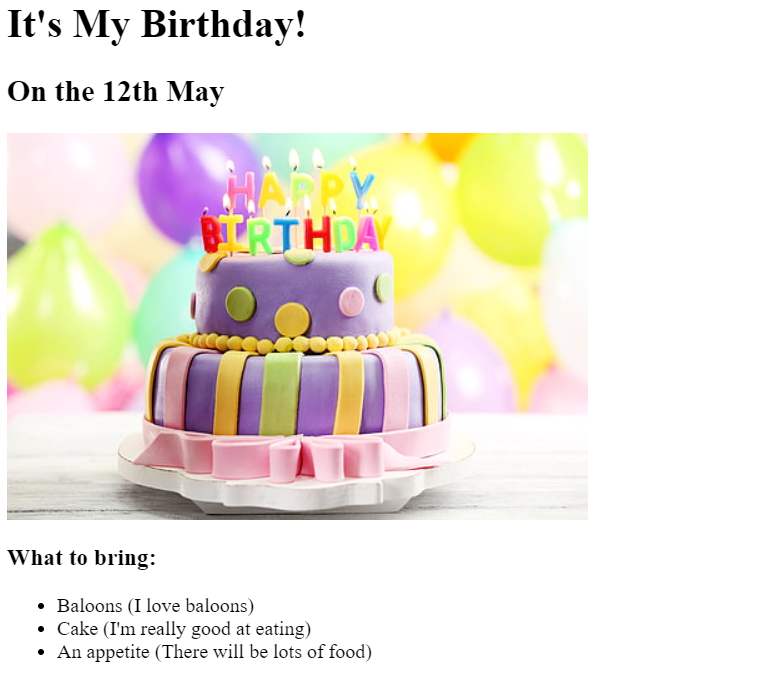 It's My Birthday!
On the 12th May
HAPPY
BIRTHDAY
What to bring:
Baloons (I love baloons)
Cake (I'm really good at eating)
An appetite (There will be lots of food)